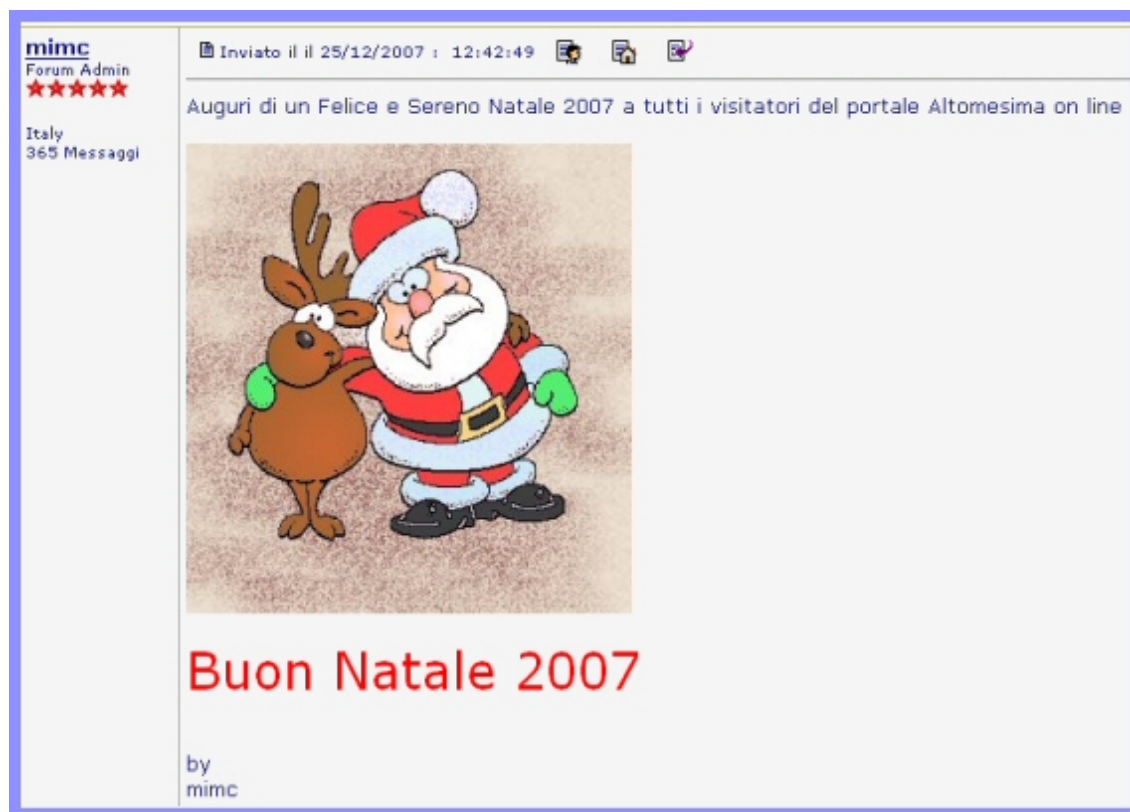 mimc
Forum Admin
Italy
365 Messaggi
Inviato il il 25/12/2007 : 12:42:49
Auguri di un Felice e Sereno Natale 2007 a tutti i visitatori del portale Altomesima on line
Buon Natale 2007
by
mimc